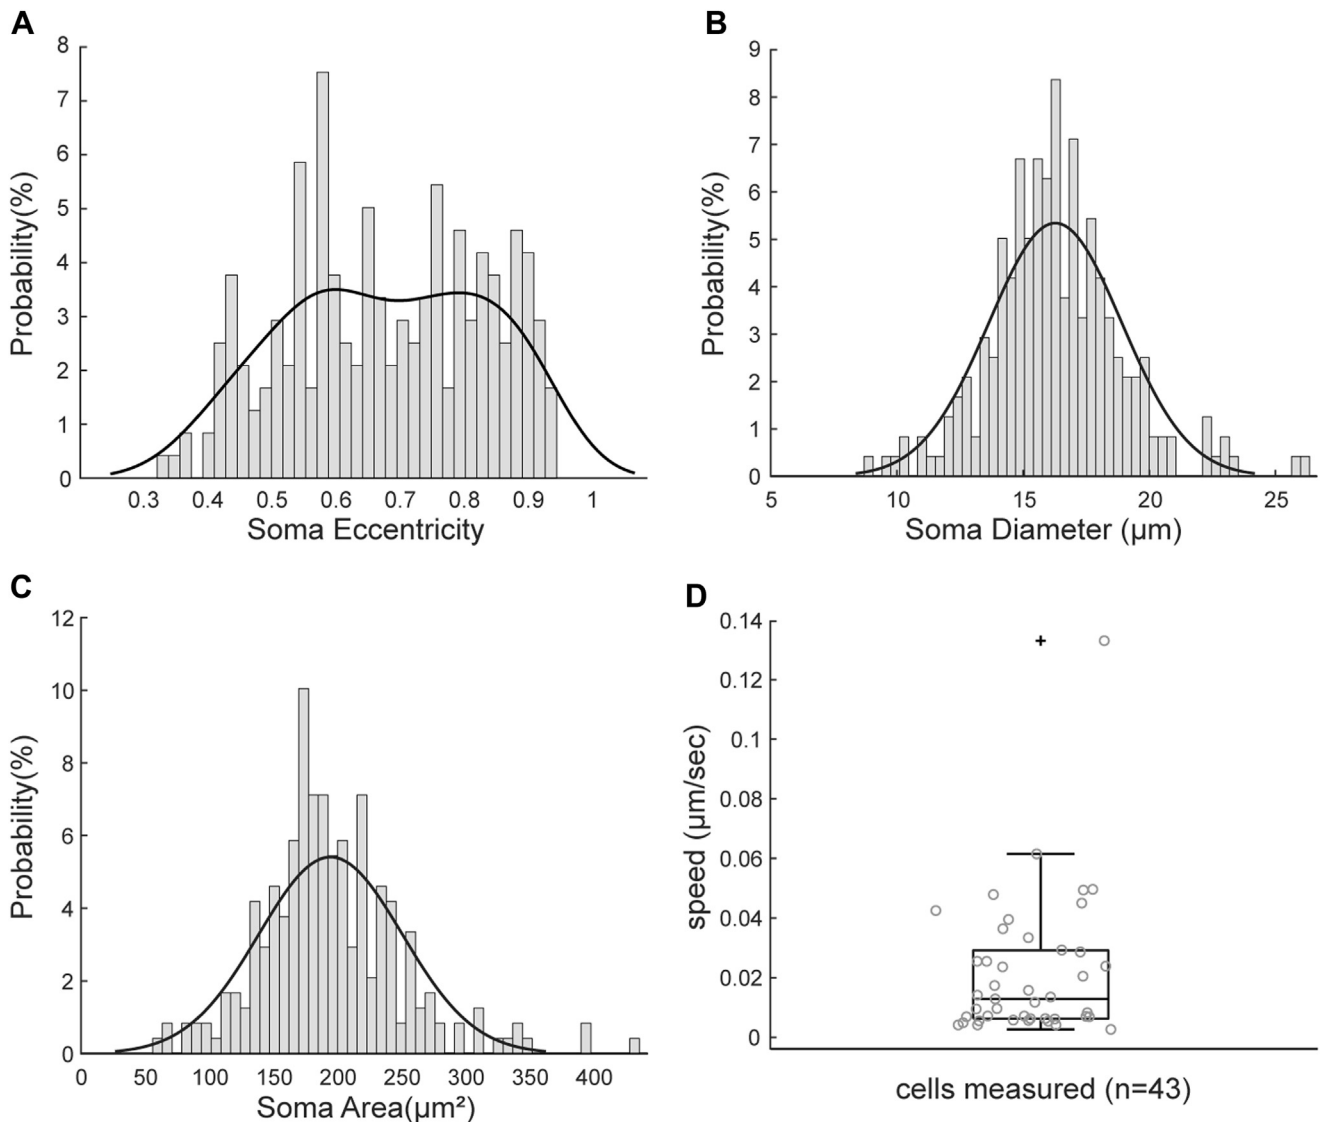 A
8
7
6
5
4
3
2
1
0
Probability(%)
0.3 0.4 0.5 0.6 0.7 0.8 0.9 1
Soma Eccentricity
B
9
8
7
6
5
4
3
2
1
0
Probability(%)
5 10 15 20 25
Soma Diameter (µm)
C
12
10
8
6
4
2
0
Probability(%)
0 50 100 150 200 250 300 350 400
Soma Area(µm²)
D
0.14
0.12
0.1
0.08
0.06
0.04
0.02
0
speed (µm/sec)
cells measured (n=43)